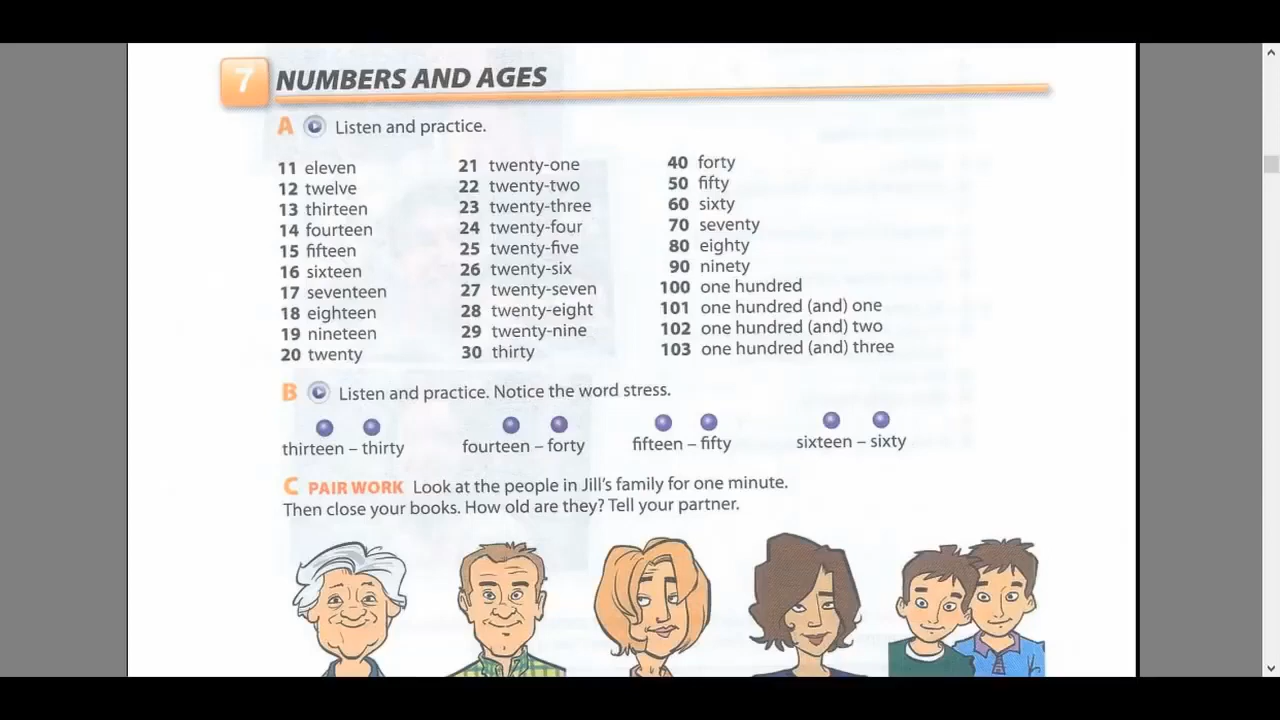 7 NUMBERS AND AGES
A Listen and practice.
11 eleven
12 twelve
13 thirteen
14 fourteen
15 fifteen
16 sixteen
17 seventeen
18 eighteen
19 nineteen
20 twenty
21 twenty-one
22 twenty-two
23 twenty-three
24 twenty-four
25 twenty-five
26 twenty-six
27 twenty-seven
28 twenty-eight
29 twenty-nine
30 thirty
40 forty
50 fifty
60 sixty
70 seventy
80 eighty
90 ninety
100 one hundred
101 one hundred (and) one
102 one hundred (and) two
103 one hundred (and) three
B Listen and practice. Notice the word stress.
thirteen – thirty fourteen – forty fifteen – fifty sixteen – sixty
C PAIR WORK Look at the people in Jill's family for one minute.
Then close your books. How old are they? Tell your partner.